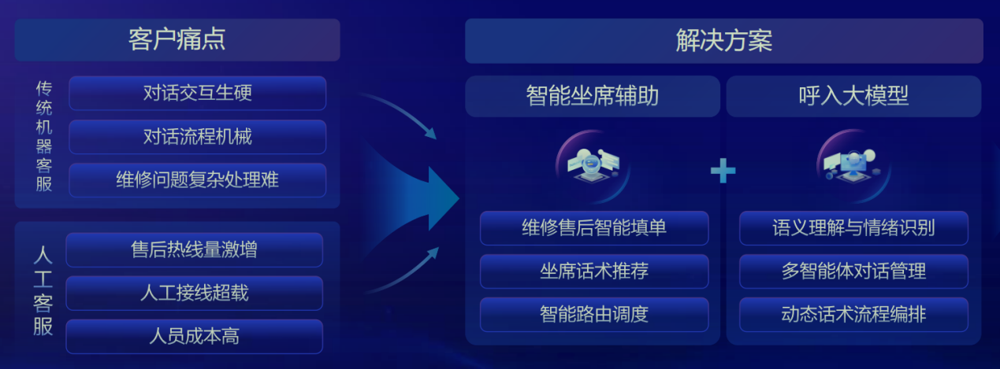 客户痛点
传统机器客服
对话交互生硬
对话流程机械
维修问题复杂处理难
人工客服
售后热线量激增
人工接线超载
人员成本高
解决方案
智能坐席辅助
维修售后智能填单
坐席话术推荐
智能路由调度
呼入大模型
语义理解与情绪识别
多智能体对话管理
动态话术流程编排